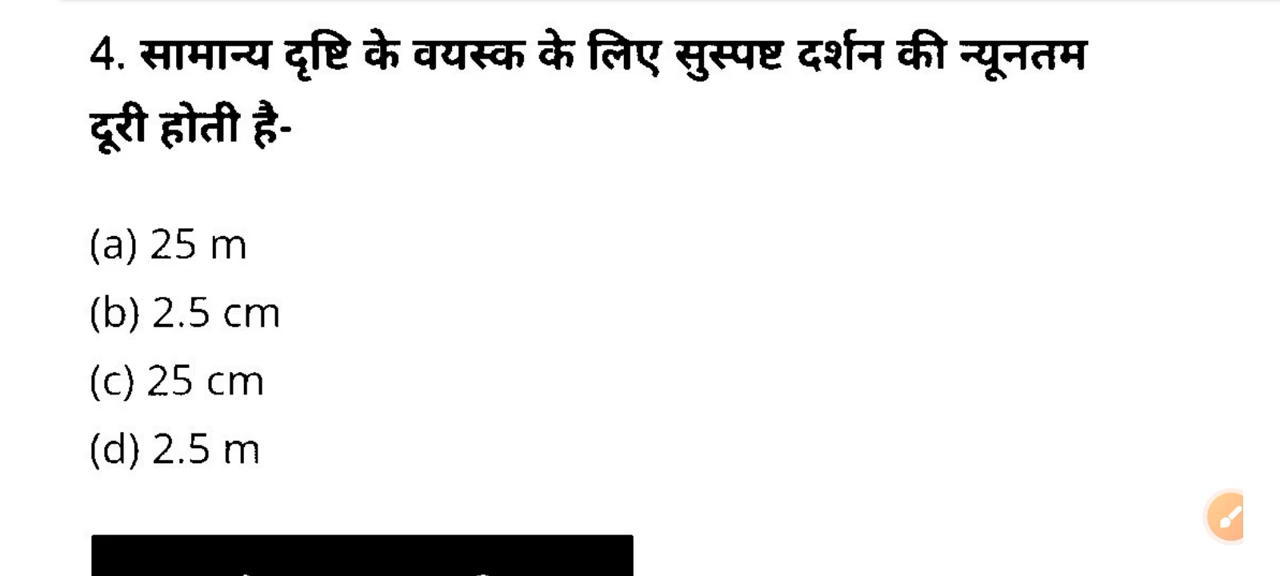 4. सामान्य दृष्टि के वयस्क के लिए सुस्पष्ट दर्शन की न्यूनतम
दूरी होती है-
(a) 25 m
(b) 2.5 cm
(c) 25 cm
(d) 2.5 m